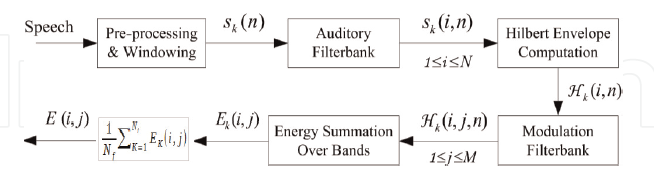 Speech
Pre-processing
& Windowing
s_k(n)
Auditory
Filterbank
s_k(i,n)
1≤i≤N
Hilbert Envelope
Computation
ℋ_k(i,n)
Modulation
Filterbank
ℋ_k(i,j,n)
1≤j≤M
Energy Summation
Over Bands
E_k(i,j)
1/N_f ∑_{K=1}^{N_f} E_K(i,j)
E(i,j)